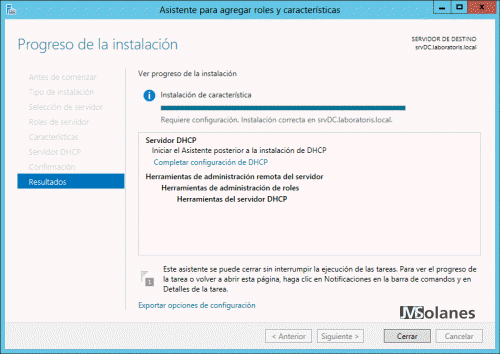 Asistente para agregar roles y características
Progreso de la instalación
SERVIDOR DE DESTINO
srvDC.laboratoris.local
Antes de comenzar
Tipo de instalación
Selección de servidor
Roles de servidor
Características
Servidor DHCP
Confirmación
Resultados
Ver progreso de la instalación
Instalación de característica
Requiere configuración. Instalación correcta en srvDC.laboratoris.local.
Servidor DHCP
Iniciar el Asistente posterior a la instalación de DHCP
Completar configuración de DHCP
Herramientas de administración remota del servidor
Herramientas de administración de roles
Herramientas del servidor DHCP
1
Este asistente se puede cerrar sin interrumpir la ejecución de las tareas. Para ver el progreso de
la tarea o volver a abrir esta página, haga clic en Notificaciones en la barra de comandos y en
Detalles de la tarea.
Exportar opciones de configuración
JMSolanes
< Anterior
Siguiente >
Cerrar
Cancelar